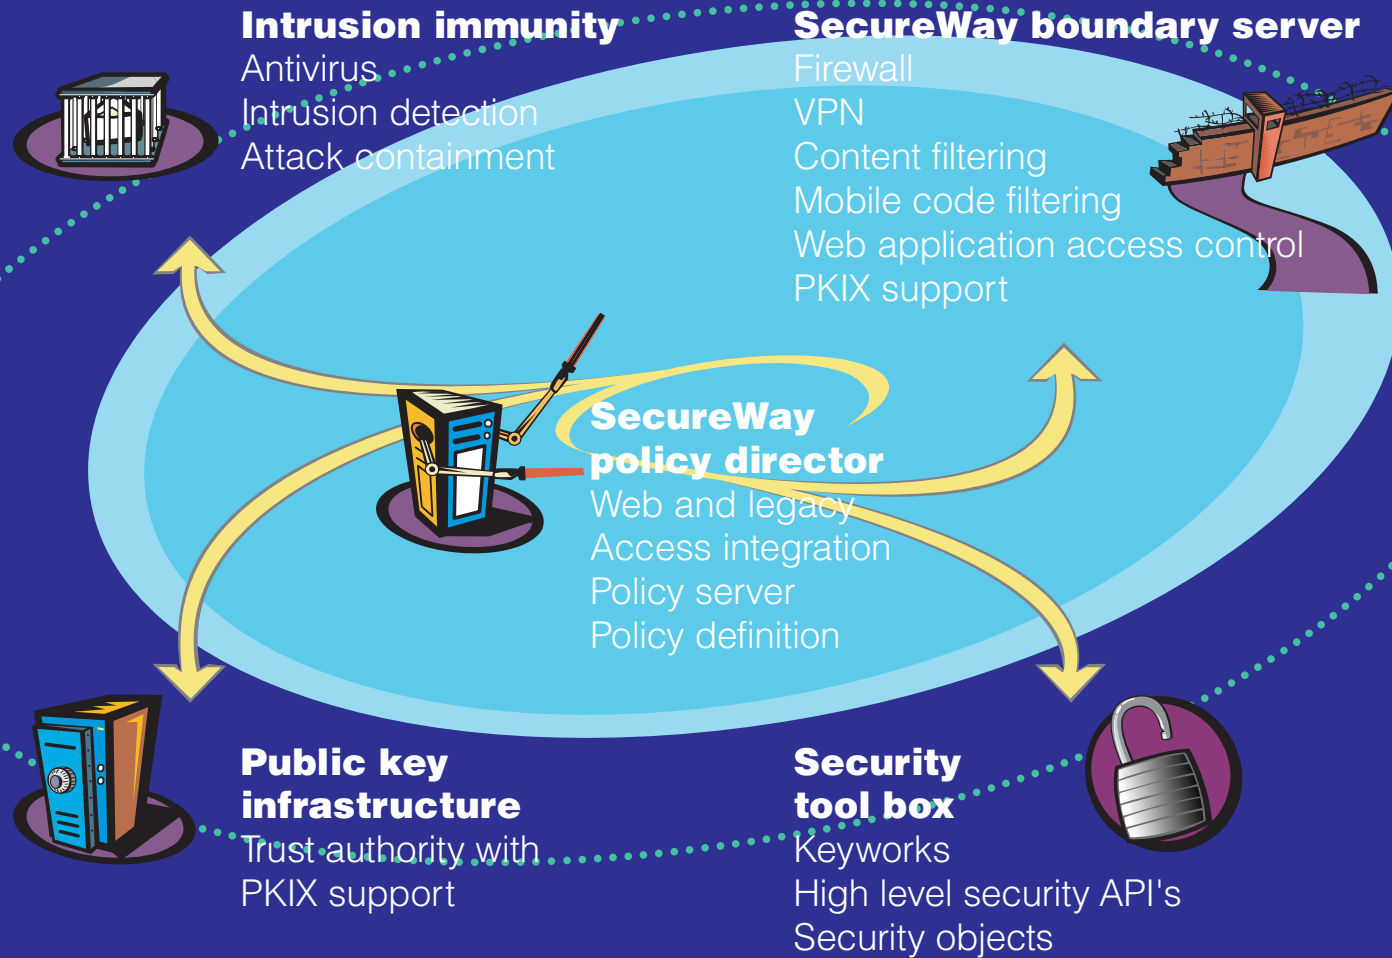 Intrusion immunity
Antivirus
Intrusion detection
Attack containment
SecureWay boundary server
Firewall
VPN
Content filtering
Mobile code filtering
Web application access control
PKIX support
SecureWay
policy director
Web and legacy
Access integration
Policy server
Policy definition
Public key
infrastructure
Trust authority with
PKIX support
Security
tool box
Keyworks
High level security API's
Security objects